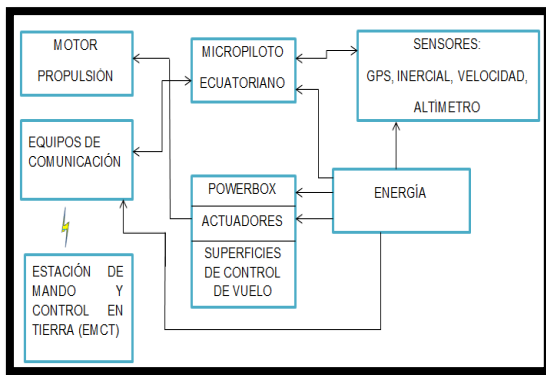 MOTOR
PROPULSIÓN
MICROPILOTO
ECUATORIANO
SENSORES:
GPS, INERCIAL, VELOCIDAD,
ALTÍMETRO
EQUIPOS DE
COMUNICACIÓN
POWERBOX
ACTUADORES
SUPERFICIES
DE CONTROL
DE VUELO
ENERGÍA
ESTACIÓN DE
MANDO Y
CONTROL EN
TIERRA (EMCT)